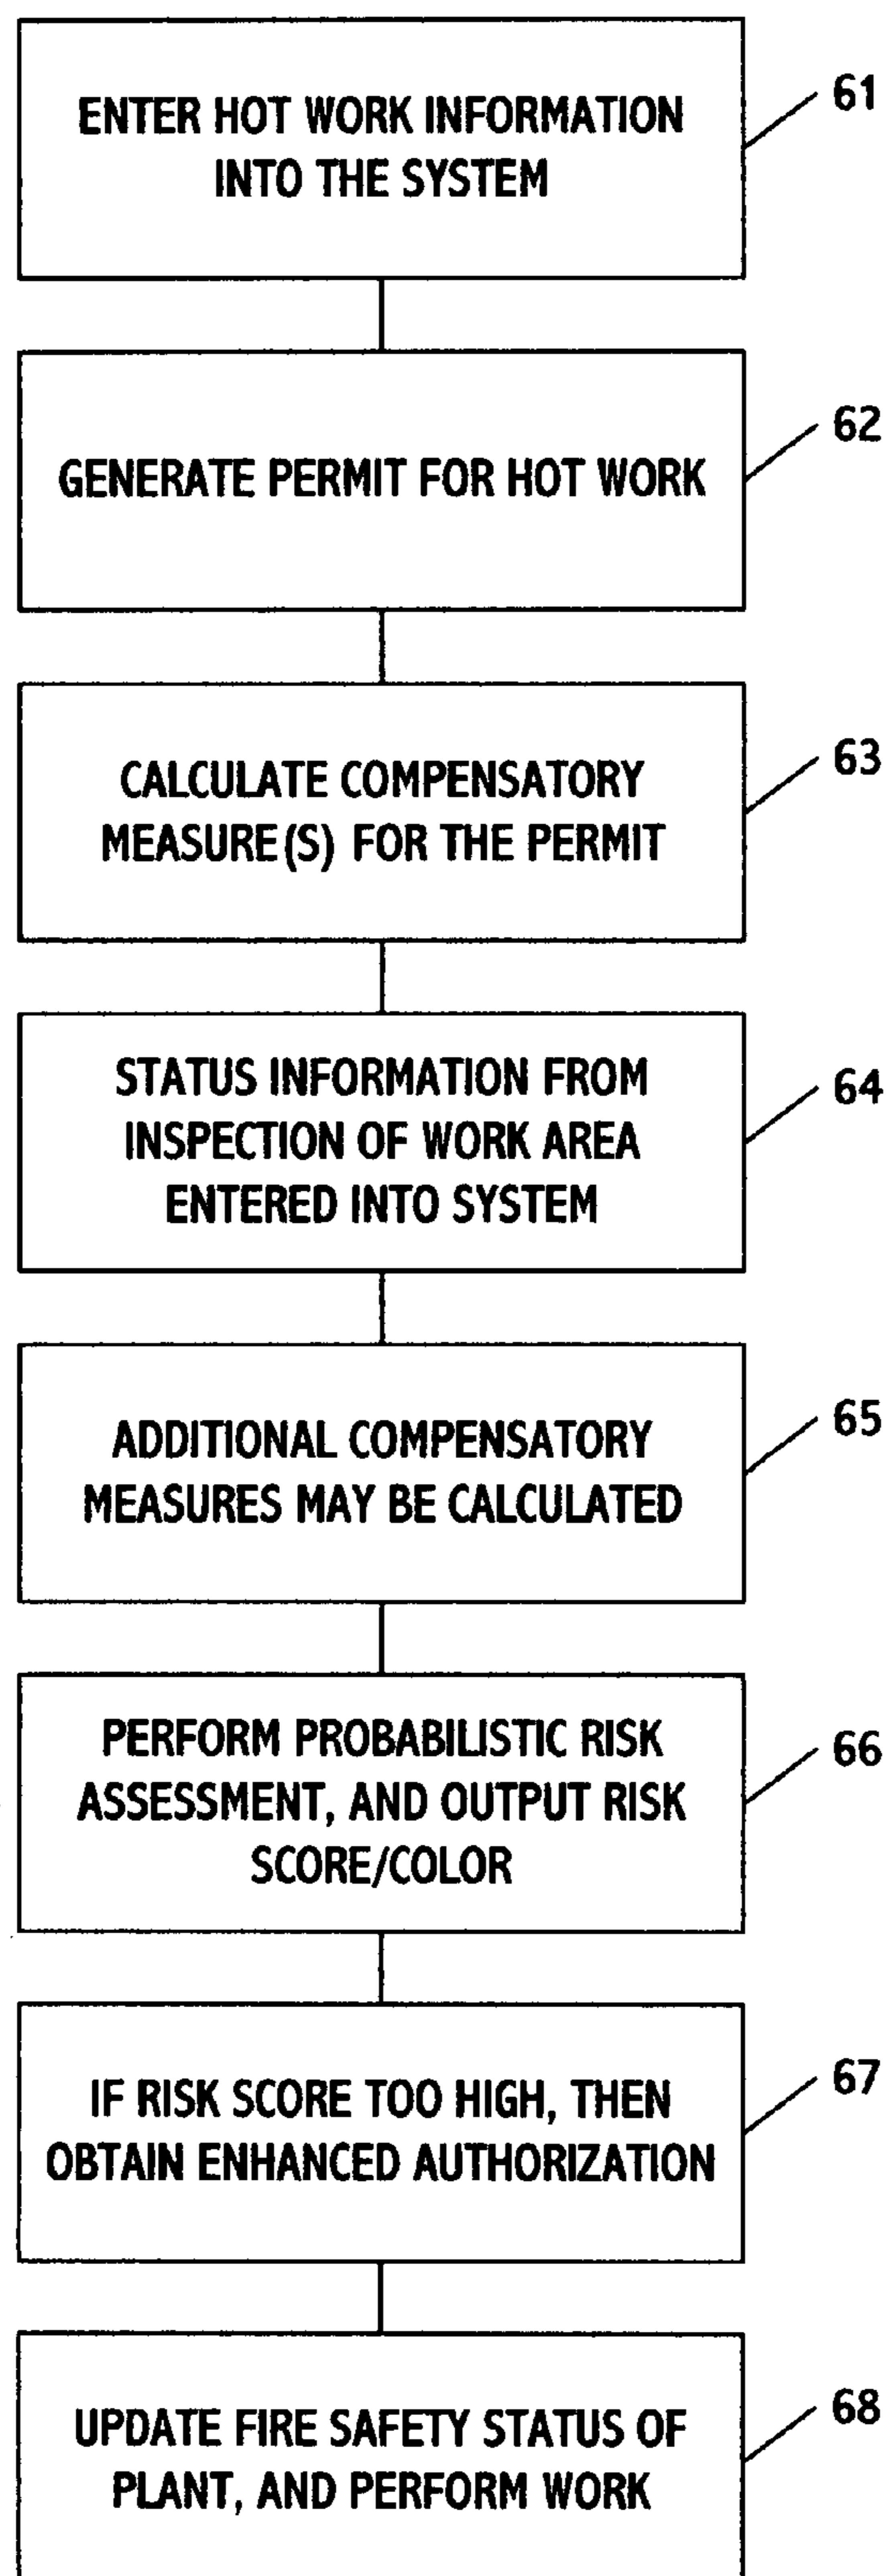 ENTER HOT WORK INFORMATION
INTO THE SYSTEM
61
GENERATE PERMIT FOR HOT WORK
62
CALCULATE COMPENSATORY
MEASURE(S) FOR THE PERMIT
63
STATUS INFORMATION FROM
INSPECTION OF WORK AREA
ENTERED INTO SYSTEM
64
ADDITIONAL COMPENSATORY
MEASURES MAY BE CALCULATED
65
PERFORM PROBABILISTIC RISK
ASSESSMENT, AND OUTPUT RISK
SCORE/COLOR
66
IF RISK SCORE TOO HIGH, THEN
OBTAIN ENHANCED AUTHORIZATION
67
UPDATE FIRE SAFETY STATUS OF
PLANT, AND PERFORM WORK
68